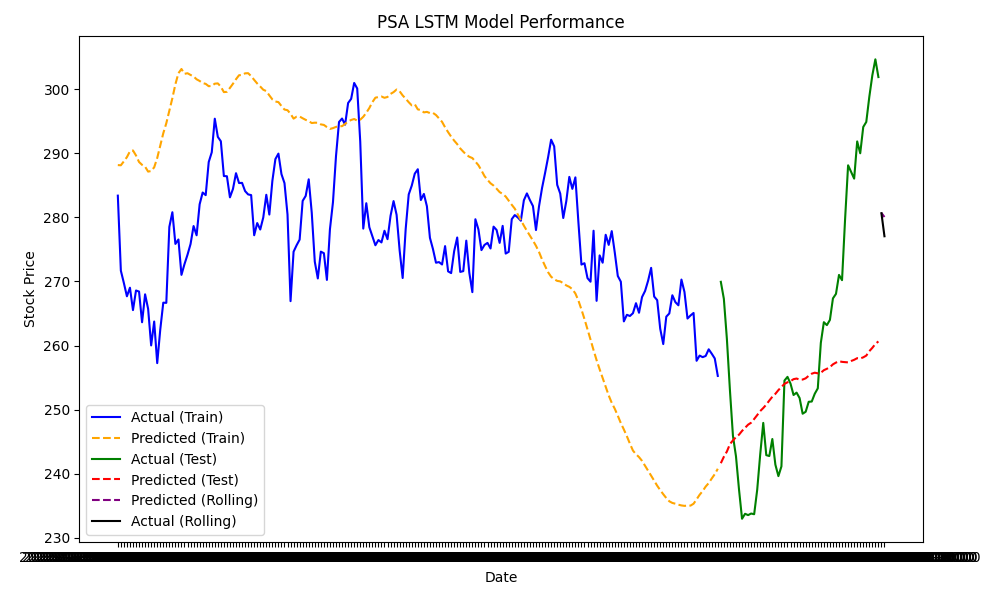 PSA LSTM Model Performance
Stock Price
300
290
280
270
260
250
240
230
Actual (Train)
Predicted (Train)
Actual (Test)
Predicted (Test)
Predicted (Rolling)
Actual (Rolling)
Date